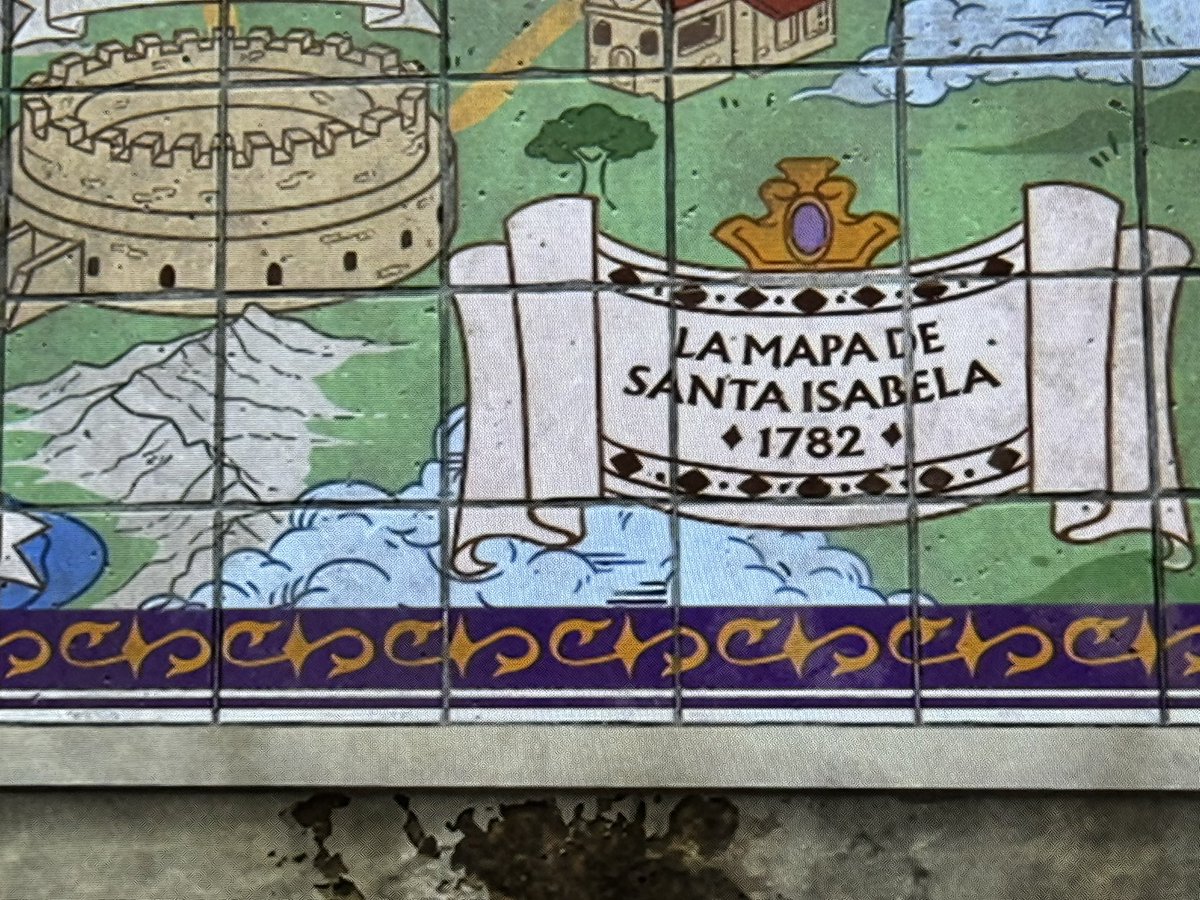 LA MAPA DE
SANTA ISABELA
1782